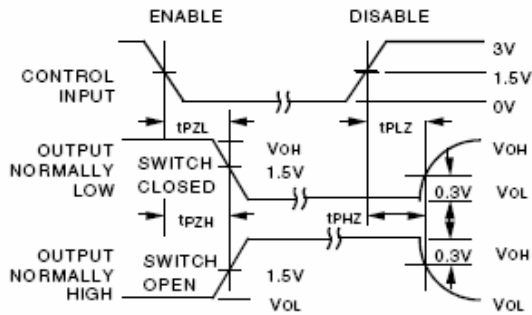 ENABLE DISABLE
3V
CONTROL INPUT 1.5V
0V
tPZL tPLZ
OUTPUT NORMALLY LOW
SWITCH CLOSED
VOH
1.5V
VOH
0.3V
VOL
tPZH tPHZ
OUTPUT NORMALLY HIGH
SWITCH OPEN
1.5V
VOL
0.3V
VOH
VOL